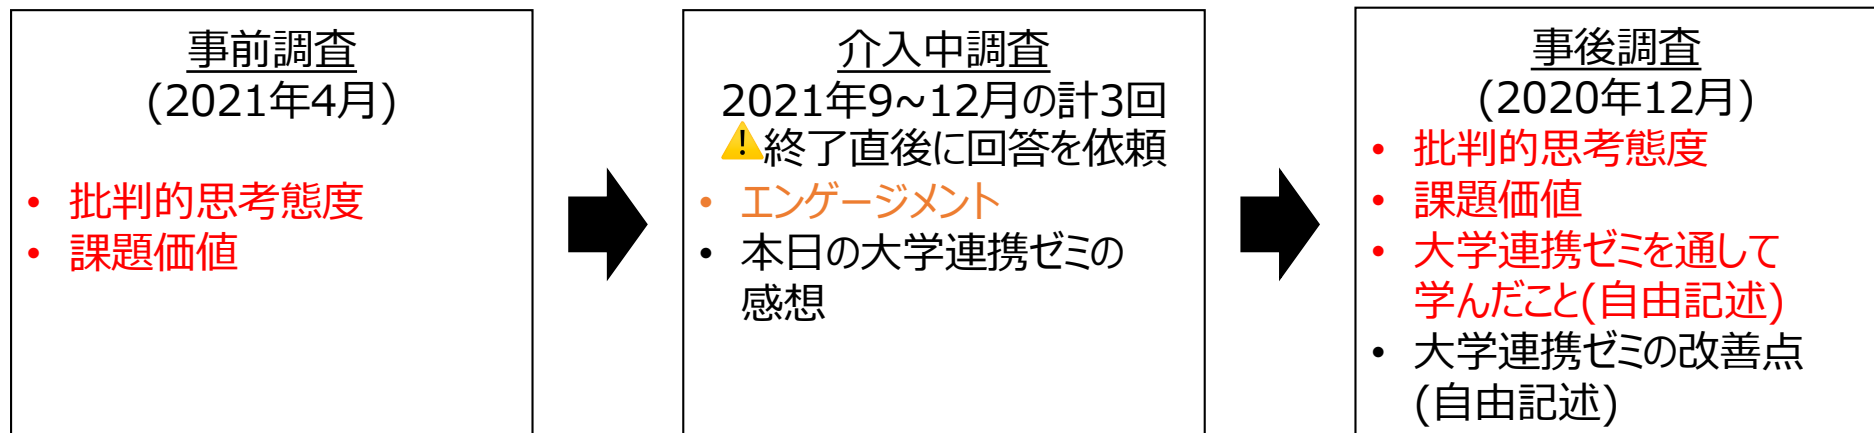 事前調査
(2021年4月)
• 批判的思考態度
• 課題価値
介入中調査
2021年9~12月の計3回
⚠終了直後に回答を依頼
• エンゲージメント
• 本日の大学連携ゼミの
感想
事後調査
(2020年12月)
• 批判的思考態度
• 課題価値
• 大学連携ゼミを通して
学んだこと(自由記述)
• 大学連携ゼミの改善点
(自由記述)